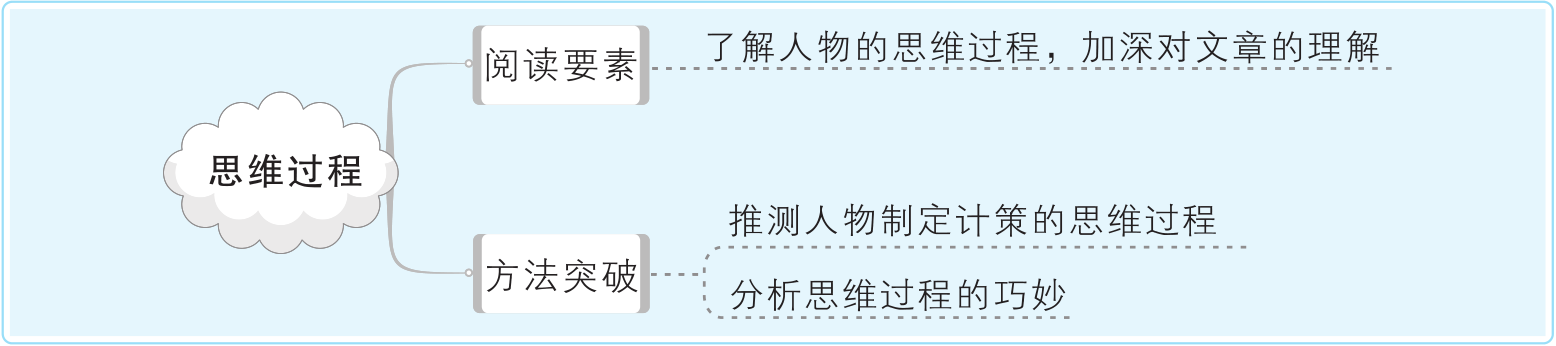 思维过程
阅读要素
了解人物的思维过程，加深对文章的理解
方法突破
推测人物制定计策的思维过程
分析思维过程的巧妙